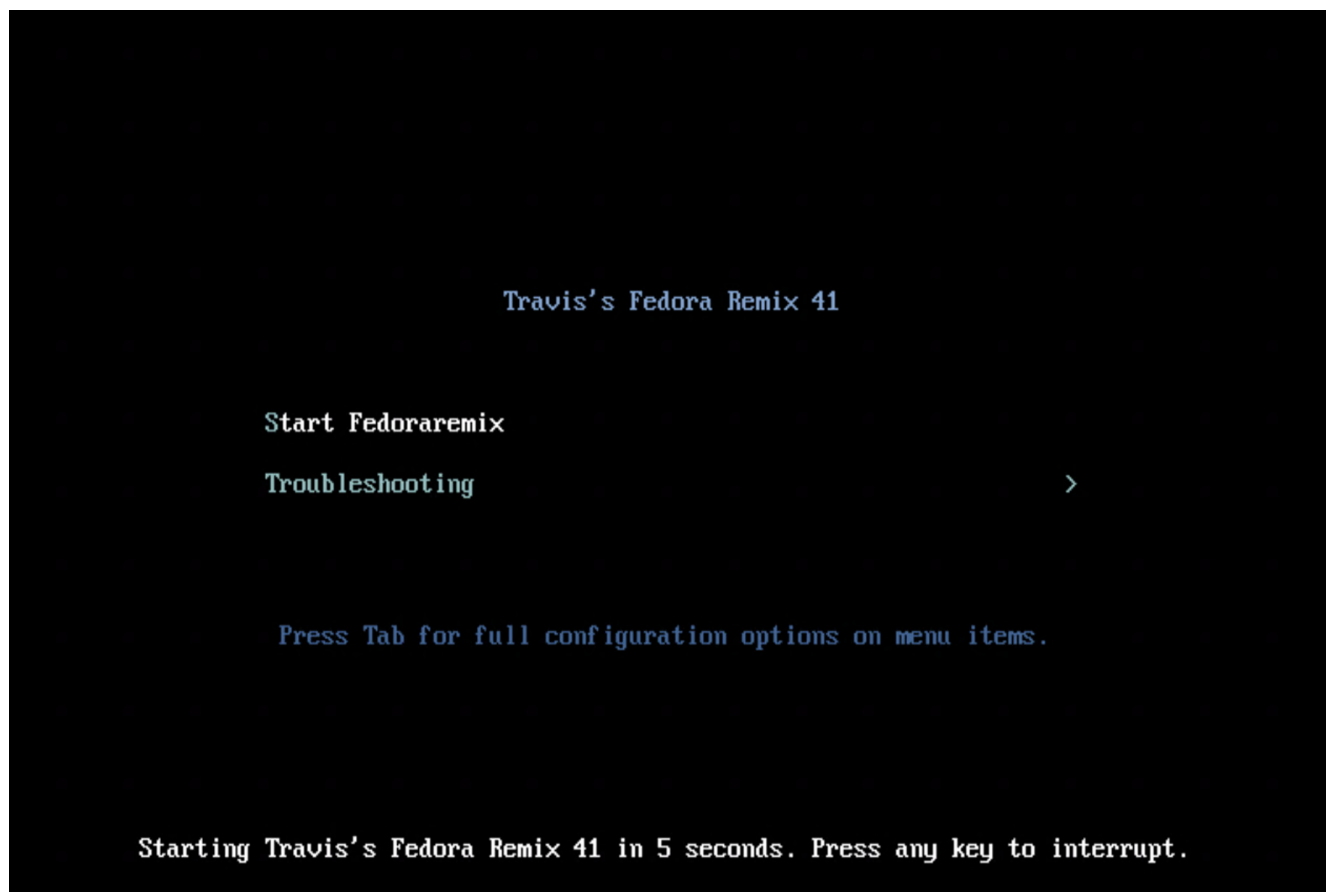 Travis's Fedora Remix 41
Start Fedoraremix
Troubleshooting >
Press Tab for full configuration options on menu items.
Starting Travis's Fedora Remix 41 in 5 seconds. Press any key to interrupt.